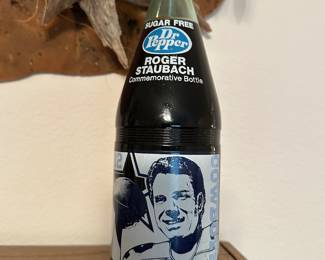 SUGAR FREE
Dr
Pepper
ROGER
STAUBACH
Commemorative Bottle